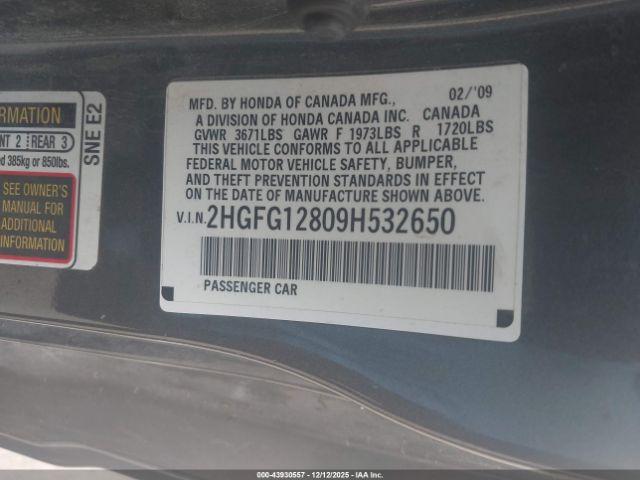 ORMATION
NT 2 REAR 3
d 385kg or 850lbs.
SEE OWNER'S
MANUAL FOR
ADDITIONAL
INFORMATION
SNE E2
MFD. BY HONDA OF CANADA MFG., 02/'09
A DIVISION OF HONDA CANADA INC. CANADA
GVWR 3671LBS GAWR F 1973LBS R 1720LBS
THIS VEHICLE CONFORMS TO ALL APPLICABLE
FEDERAL MOTOR VEHICLE SAFETY, BUMPER,
AND THEFT PREVENTION STANDARDS IN EFFECT
ON THE DATE OF MANUFACTURE SHOWN ABOVE.
V.I.N. 2HGFG12809H532650
PASSENGER CAR
000-43930557 - 12/12/2025 - IAA Inc.